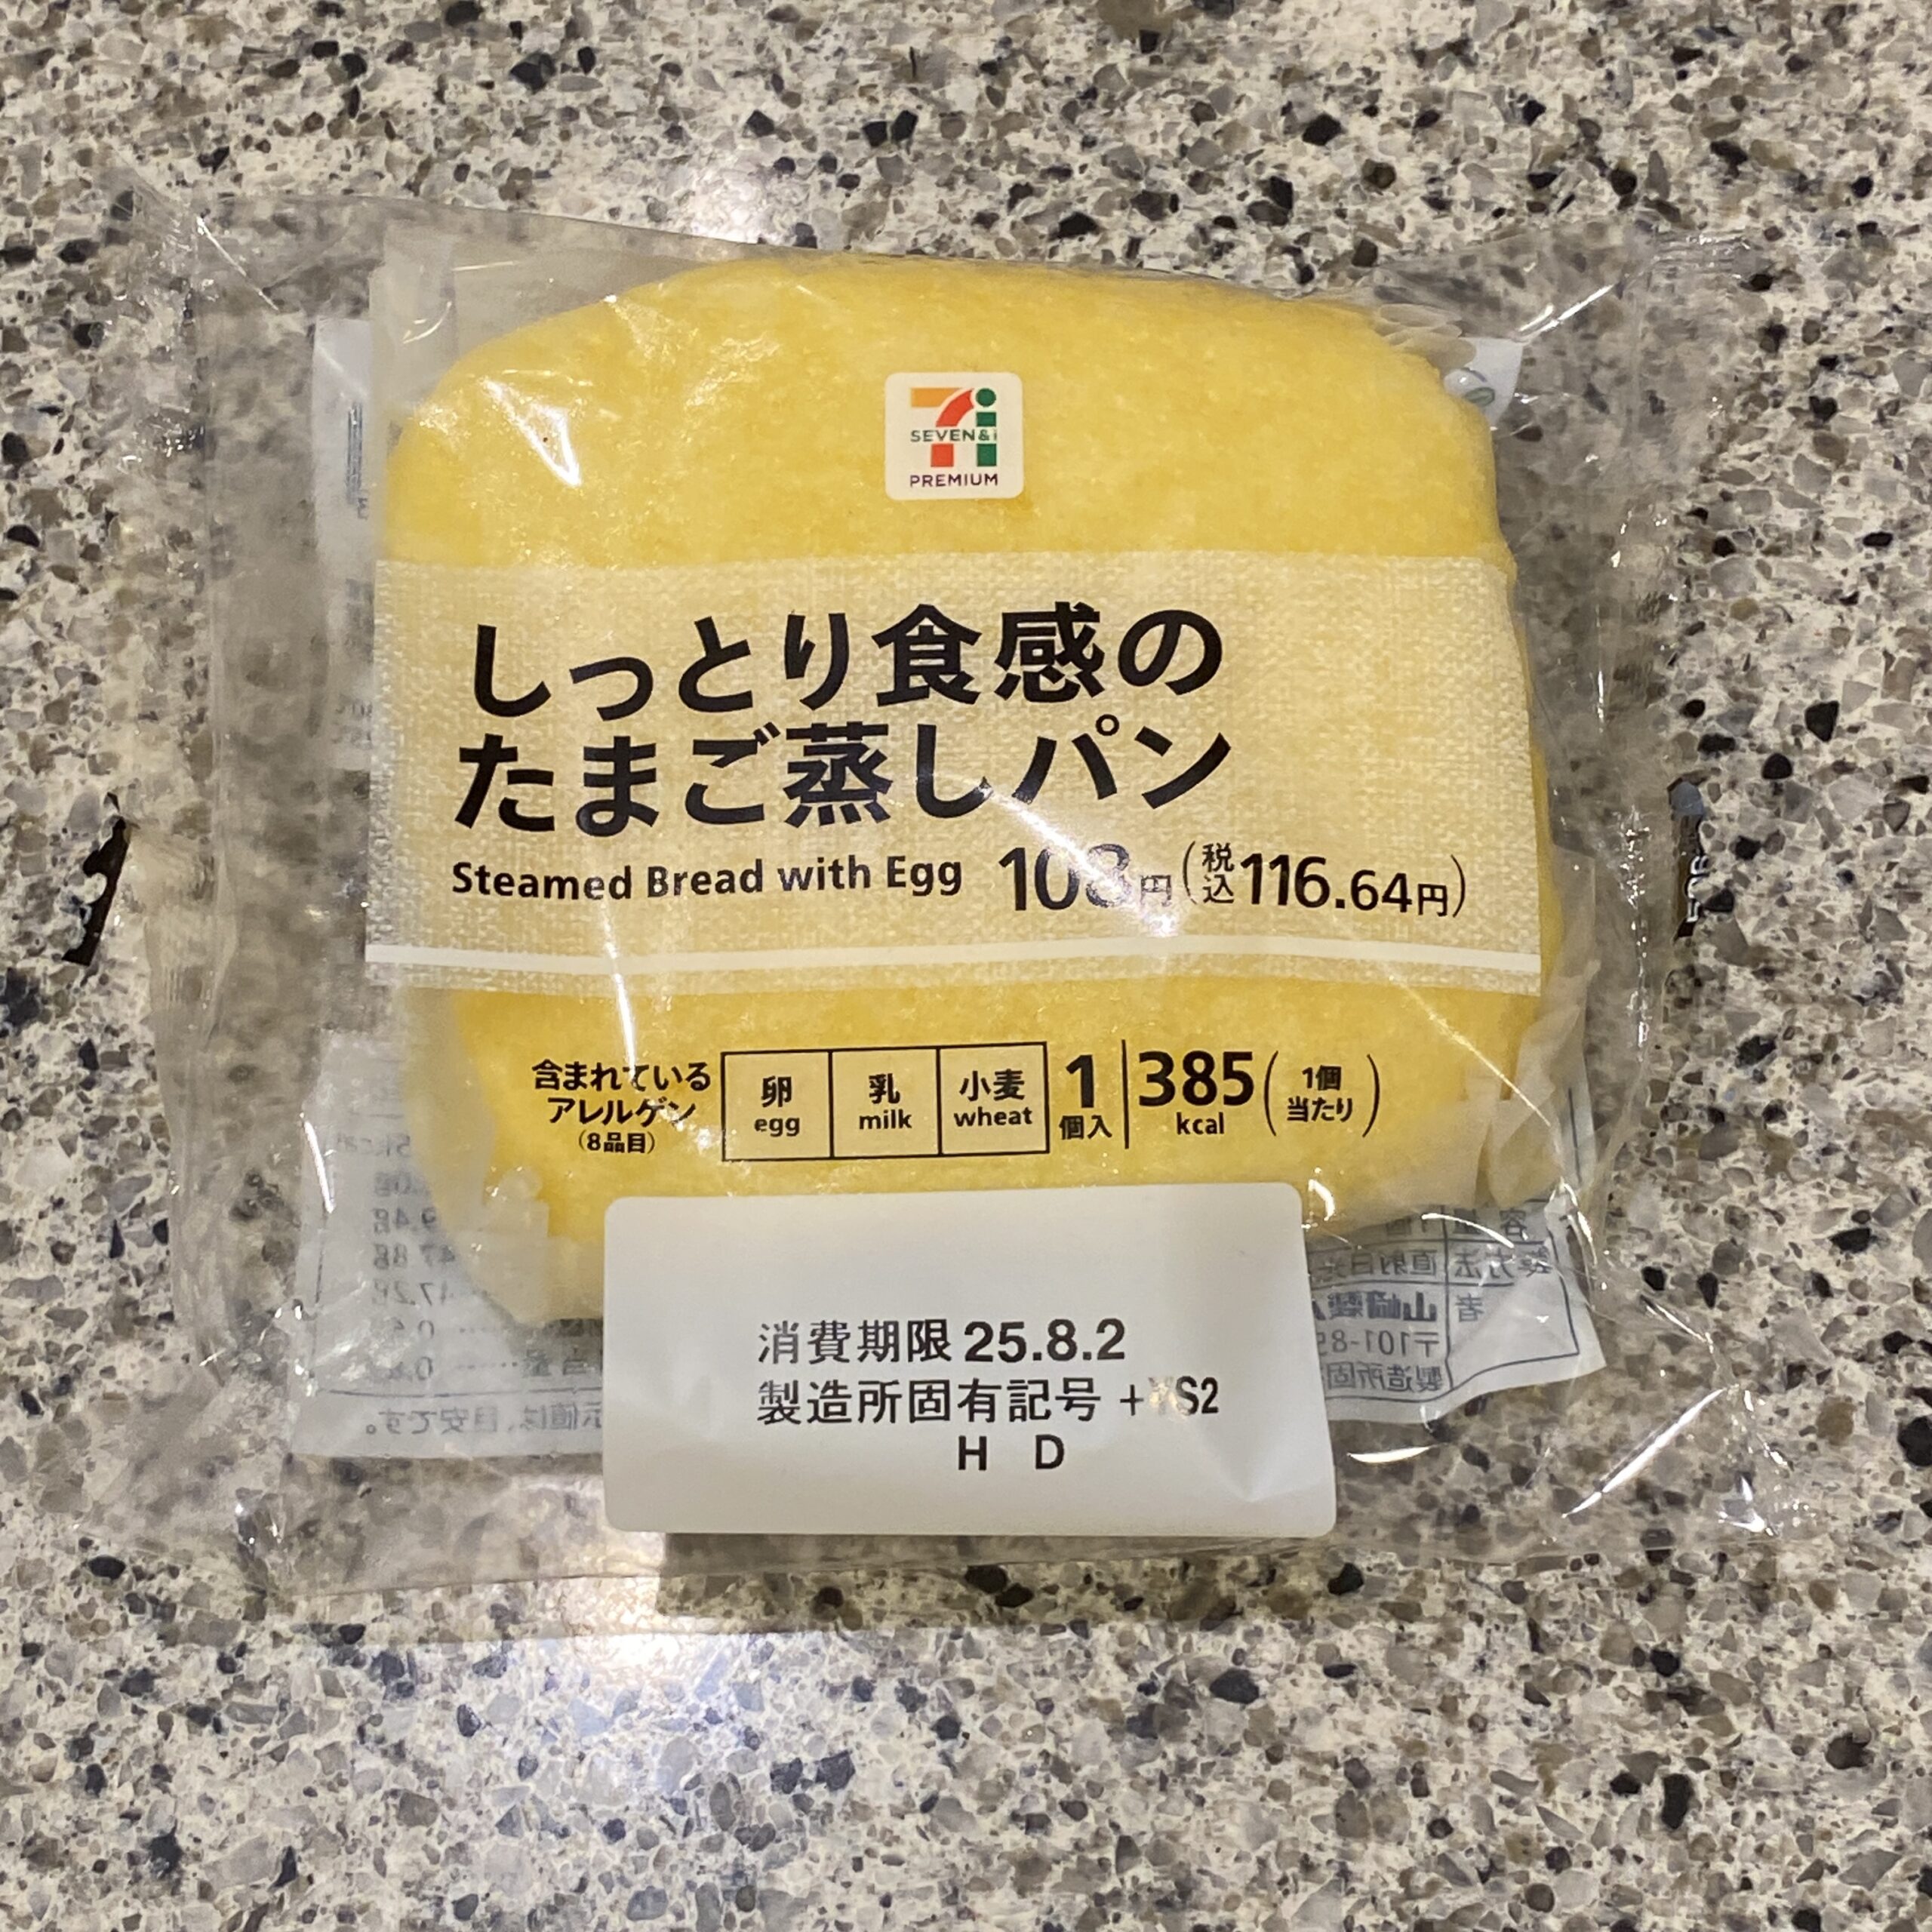 SEVEN&i
PREMIUM
しっとり食感の
たまご蒸しパン
Steamed Bread with Egg 108円(税込116.64円)
含まれている
アレルゲン
(8品目)
卵 egg
乳 milk
小麦 wheat
1個入
385kcal(1個当たり)
消費期限 25.8.2
製造所固有記号 +YS2
H D